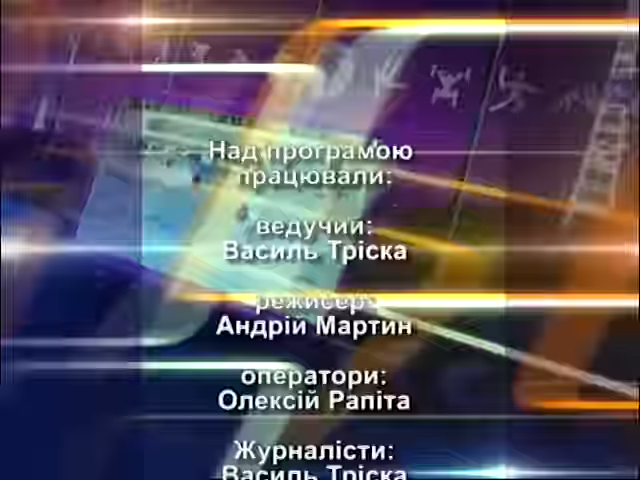 Над програмою
працювали:
ведучий:
Василь Тріска
режисер:
Андрій Мартин
оператори:
Олексій Рапіта
Журналісти:
Василь Тріска